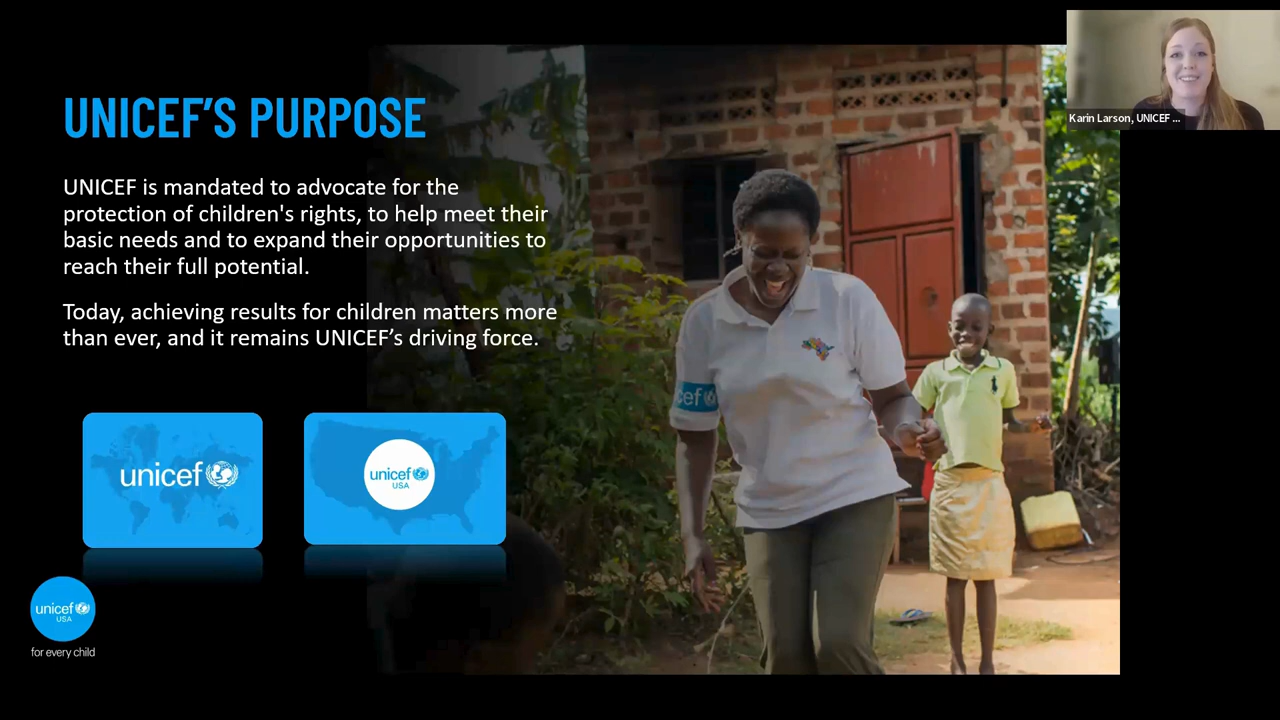 UNICEF'S PURPOSE
UNICEF is mandated to advocate for the
protection of children's rights, to help meet their
basic needs and to expand their opportunities to
reach their full potential.
Today, achieving results for children matters more
than ever, and it remains UNICEF’s driving force.
unicef
unicef
USA
unicef
USA
for every child
cef
Karin Larson, UNICEF ...